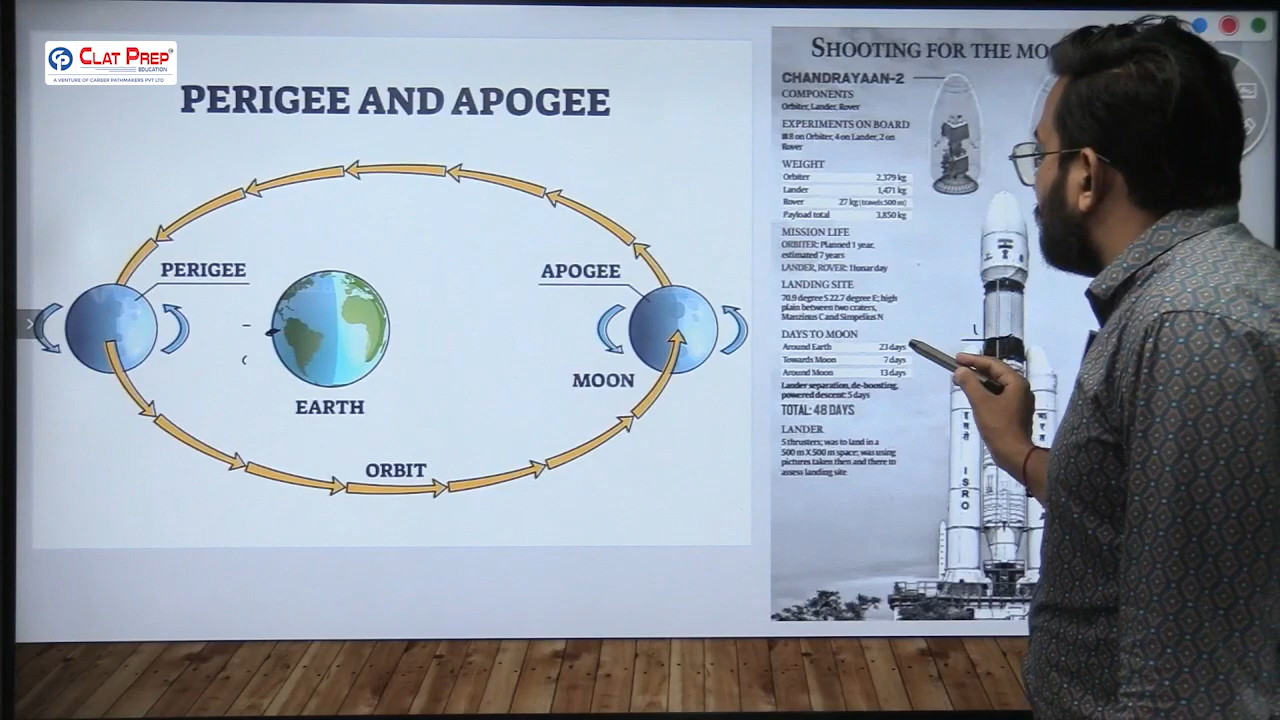 CLAT PREP
EDUCATION
A VENTURE OF CAREER PATHMAKERS PVT LTD
PERIGEE AND APOGEE
PERIGEE
APOGEE
MOON
EARTH
ORBIT
SHOOTING FOR THE MOO
CHANDRAYAAN-2
COMPONENTS
Orbiter, Lander, Rover
EXPERIMENTS ON BOARD
8 on Orbiter, 4 on Lander, 2 on
Rover
WEIGHT
Orbiter 2,379 kg
Lander 1,471 kg
Rover 27 kg (travels 500 m)
Payload total 3,850 kg
MISSION LIFE
ORBITER: Planned 1 year,
estimated 7 years
LANDER, ROVER: 1 lunar day
LANDING SITE
70.9 degree S 22.7 degree E; high
plain between two craters,
Manzinus C and Simpelius N
DAYS TO MOON
Around Earth 23 days
Towards Moon 7 days
Around Moon 13 days
Lander separation, de-boosting,
powered descent: 5 days
TOTAL: 48 DAYS
LANDER
5 thrusters; was to land in a
500 m X 500 m space; was using
pictures taken then and there to
assess landing site
ISRO